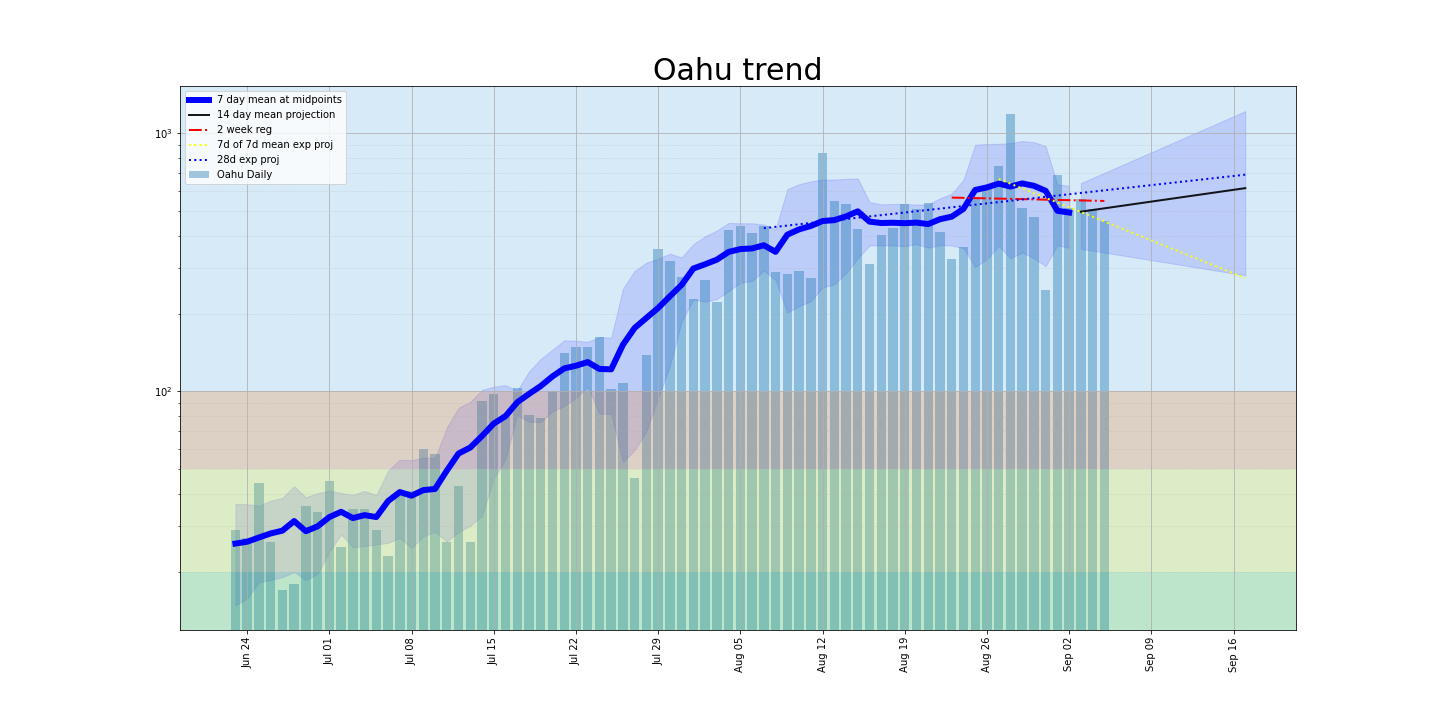 Oahu trend
7 day mean at midpoints
14 day mean projection
2 week reg
7d of 7d mean exp proj
28d exp proj
Oahu Daily
10³
10²
Jun 24
Jul 01
Jul 08
Jul 15
Jul 22
Jul 29
Aug 05
Aug 12
Aug 19
Aug 26
Sep 02
Sep 09
Sep 16